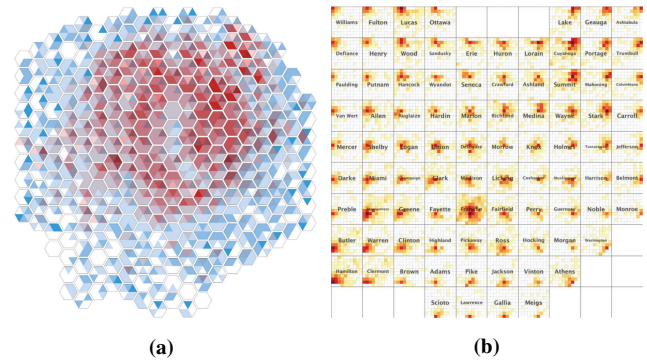 Williams Fulton Lucas Ottawa Lake Geauga Ashtabula
Defiance Henry Wood Sandusky Erie Huron Lorain Cuyahoga Portage Trumbull
Paulding Putnam Hancock Wyandot Seneca Crawford Ashland Summit Mahoning Columbiana
Van Wert Allen Auglaize Hardin Marion Richland Medina Wayne Stark Carroll
Mercer Shelby Logan Union Delaware Morrow Knox Holmes Tuscarawas Jefferson
Darke Miami Champaign Clark Madison Licking Coshocton Muskingum Harrison Belmont
Preble Montgomery Greene Fayette Franklin Fairfield Perry Guernsey Noble Monroe
Butler Warren Clinton Highland Pickaway Ross Hocking Morgan Washington
Hamilton Clermont Brown Adams Pike Jackson Vinton Athens
Scioto Lawrence Gallia Meigs
(a) (b)